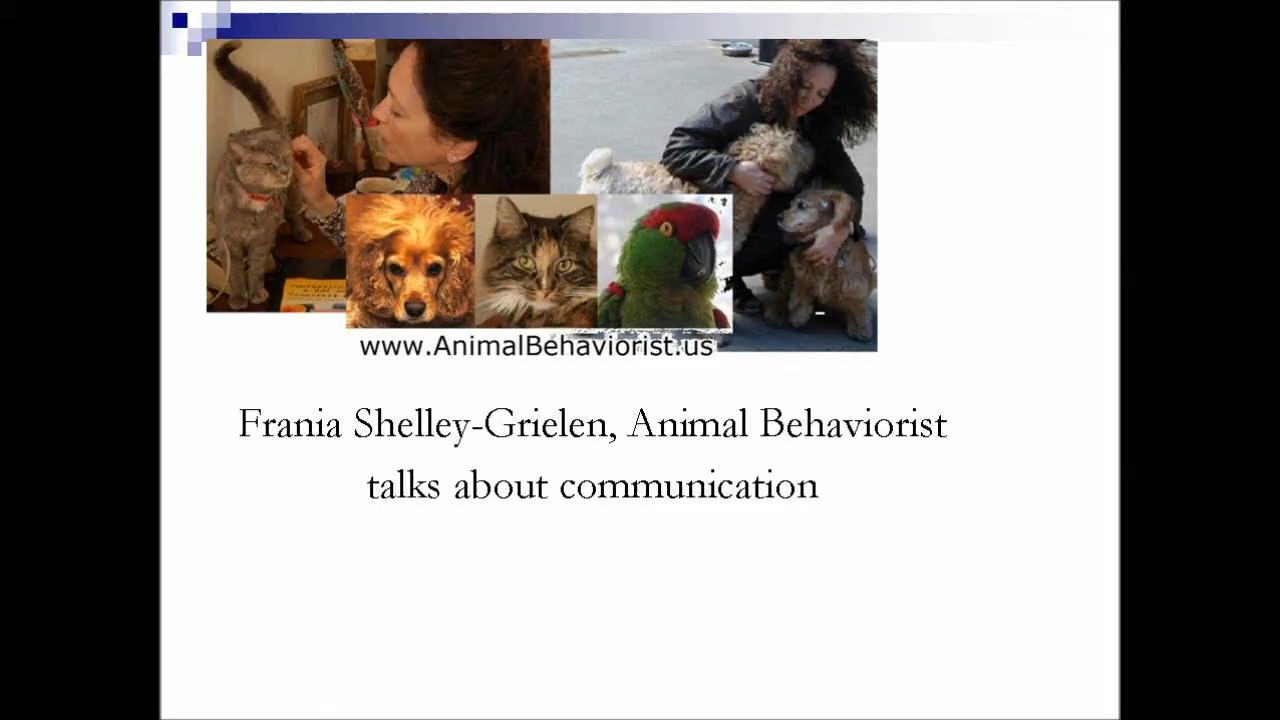 www.AnimalBehaviorist.us
Frania Shelley-Grielen, Animal Behaviorist
talks about communication